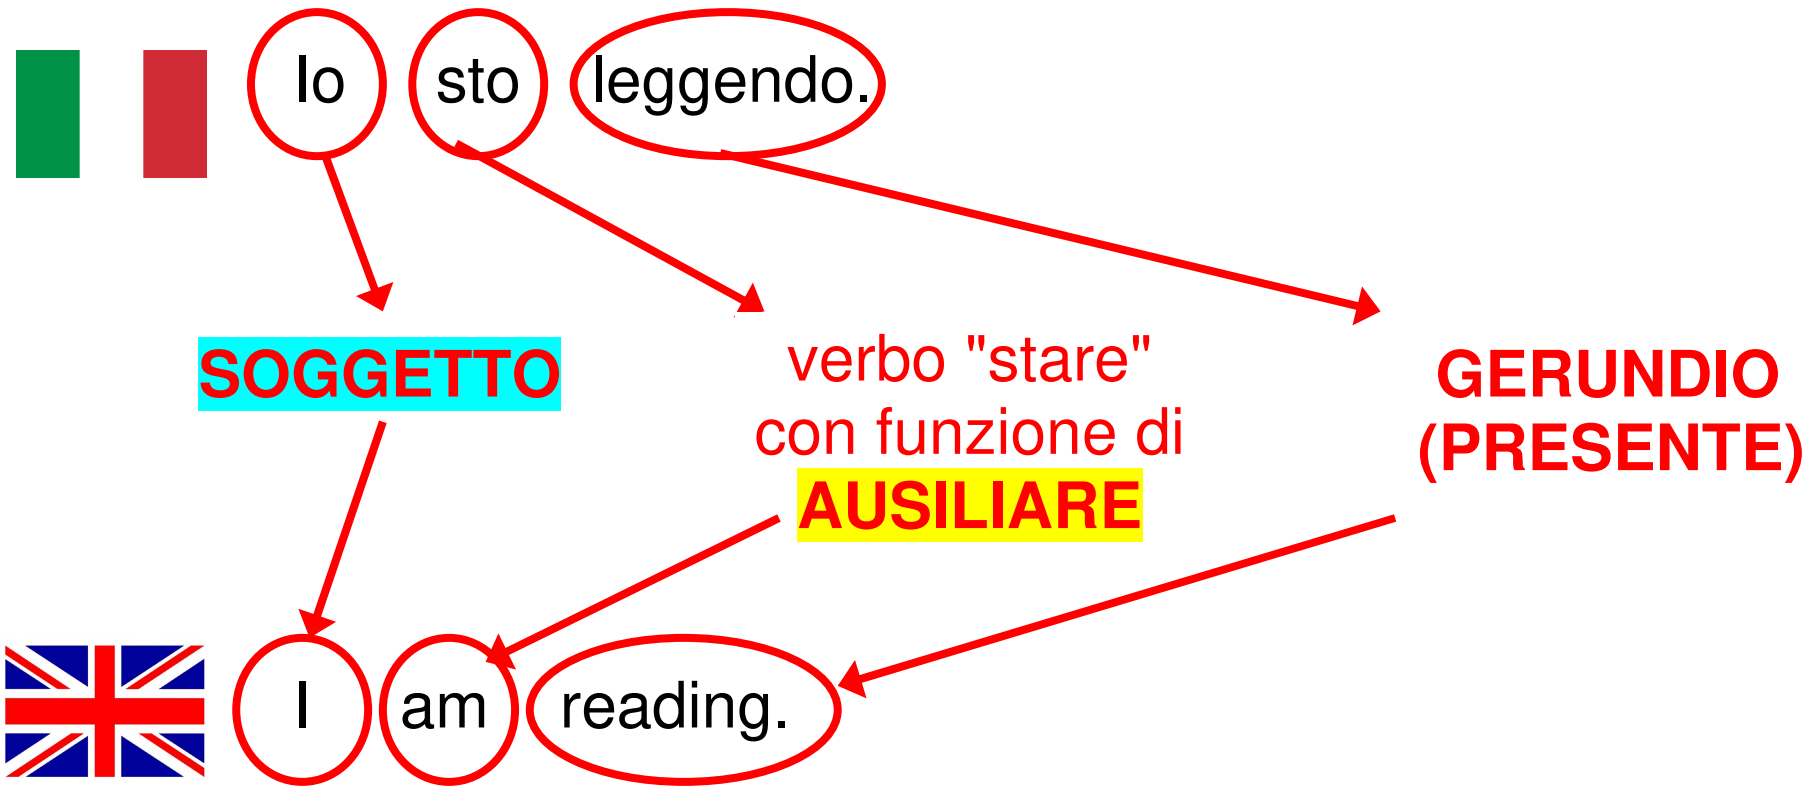 Io sto leggendo.
SOGGETTO
verbo "stare"
con funzione di
AUSILIARE
GERUNDIO
(PRESENTE)
I am reading.